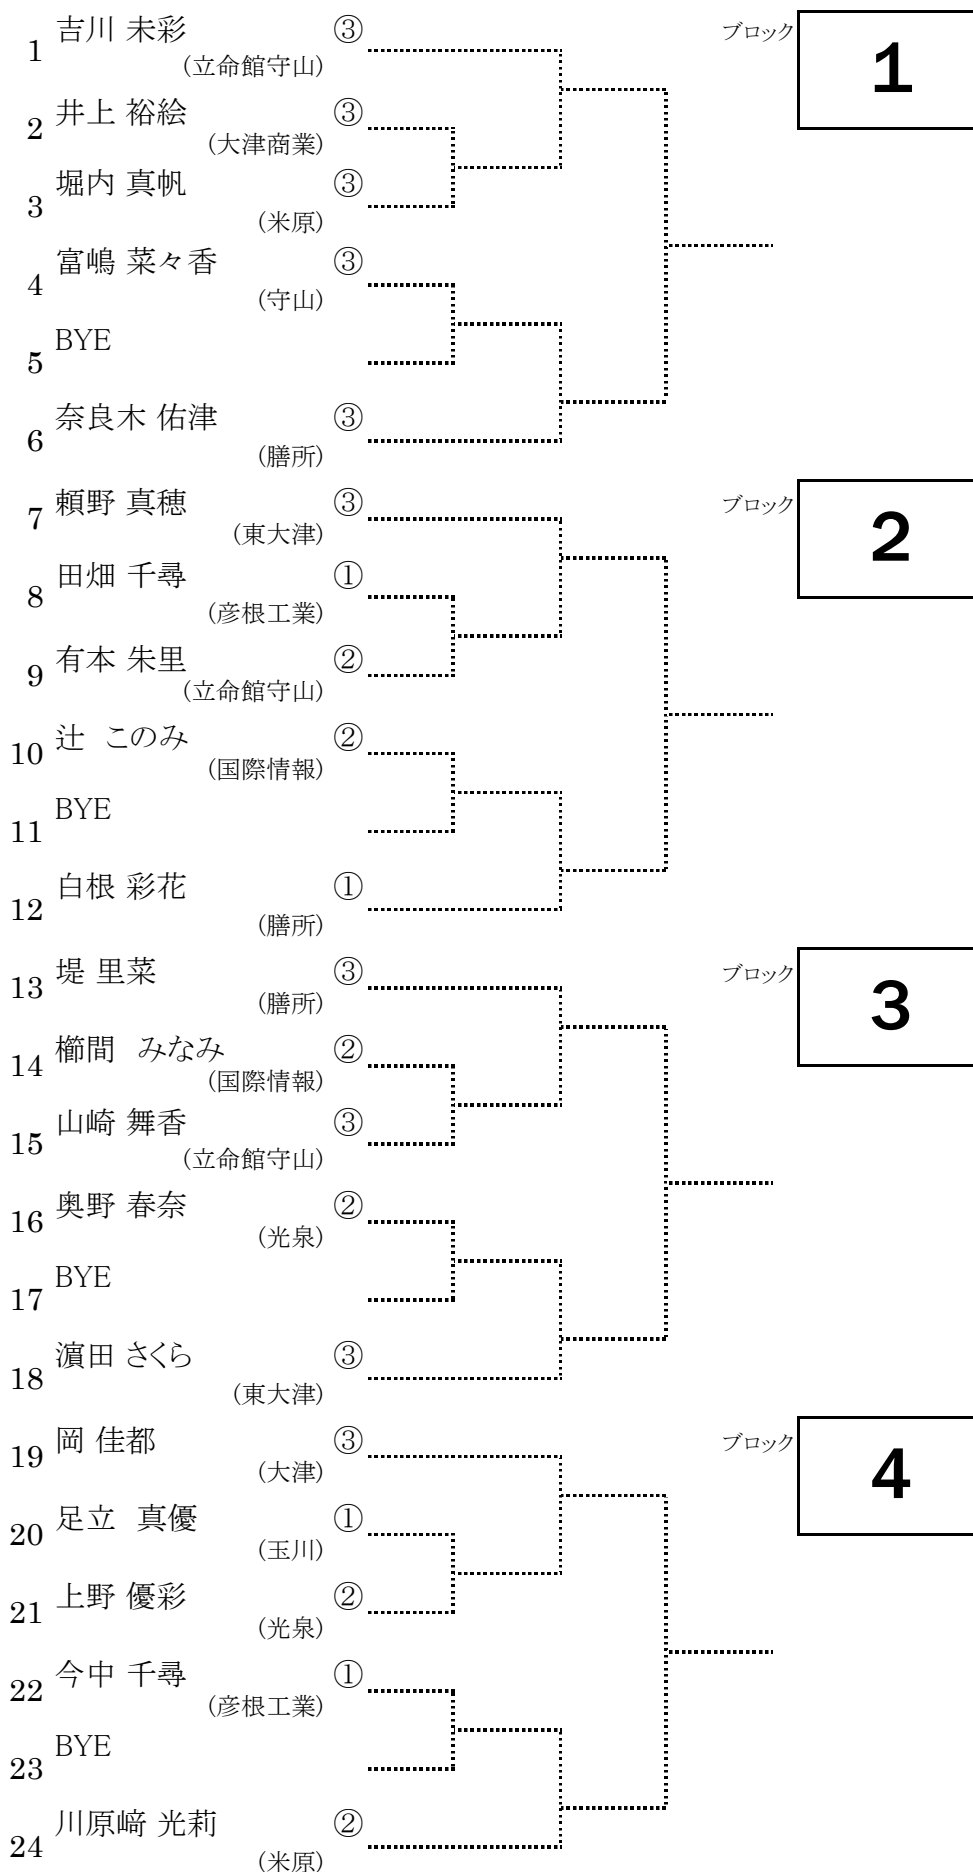 1 吉川 未彩 ③
(立命館守山)
ブロック 1
2 井上 裕絵 ③
(大津商業)
3 堀内 真帆 ③
(米原)
4 富嶋 菜々香 ③
(守山)
5 BYE
6 奈良木 佑津 ③
(膳所)
7 頼野 真穂 ③
(東大津)
ブロック 2
8 田畑 千尋 ①
(彦根工業)
9 有本 朱里 ②
(立命館守山)
10 辻 このみ ②
(国際情報)
11 BYE
12 白根 彩花 ①
(膳所)
13 堤 里菜 ③
(膳所)
ブロック 3
14 櫛間 みなみ ②
(国際情報)
15 山崎 舞香 ③
(立命館守山)
16 奥野 春奈 ②
(光泉)
17 BYE
18 濵田 さくら ③
(東大津)
19 岡 佳都 ③
(大津)
ブロック 4
20 足立 真優 ①
(玉川)
21 上野 優彩 ②
(光泉)
22 今中 千尋 ①
(彦根工業)
23 BYE
24 川原﨑 光莉 ②
(米原)